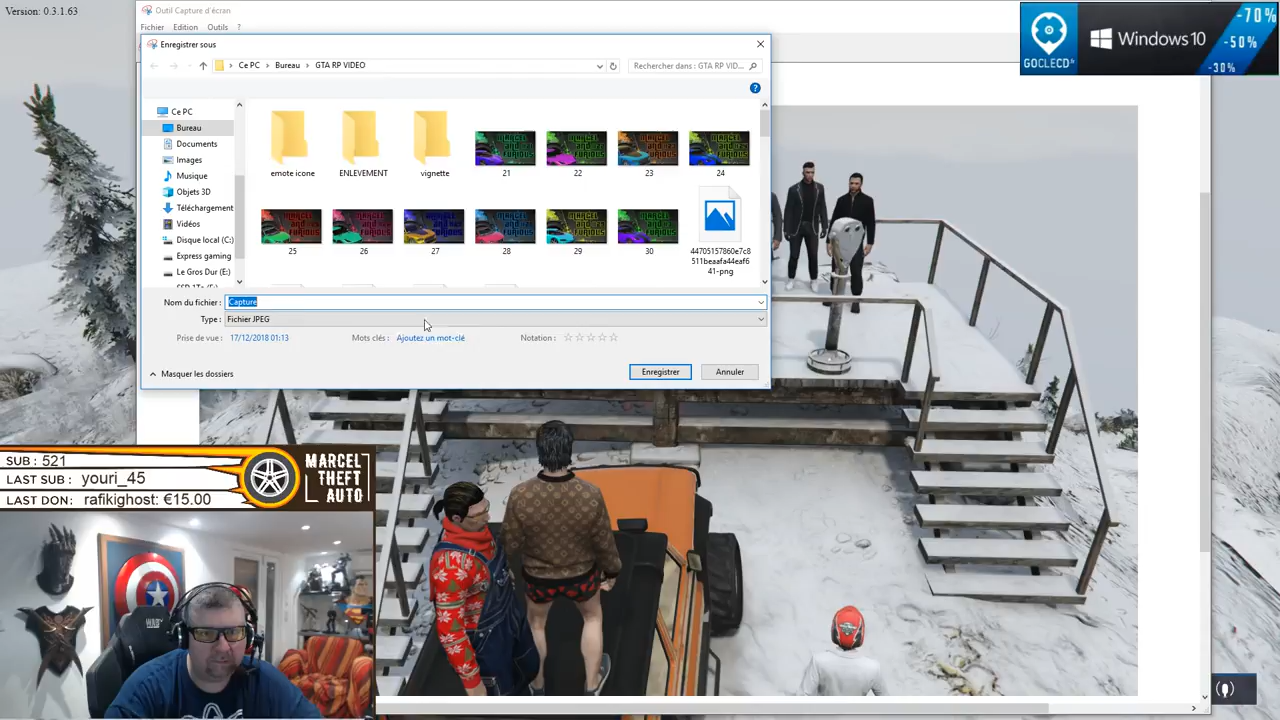 Version: 0.3.1.63
Outil Capture d'écran
Fichier Edition Outils ?
Enregistrer sous
Ce PC > Bureau > GTA RP VIDEO
Rechercher dans : GTA RP VID...
Ce PC
Bureau
Documents
Images
Musique
Objets 3D
Téléchargement
Vidéos
Disque local (C:)
Express gaming
Le Gros Dur (E:)
emote icone
ENLEVEMENT
vignette
21
22
23
24
25
26
27
28
29
30
44705157860e7c8
511beaafa44eaf6
41-png
Nom du fichier : Capture
Type : Fichier JPEG
Prise de vue : 17/12/2018 01:13
Mots clés : Ajoutez un mot-clé
Notation :
Masquer les dossiers
Enregistrer
Annuler
GOCLECD.fr
Windows 10
-70%
-50%
-30%
SUB : 521
LAST SUB : youri_45
LAST DON: rafikighost: €15.00
MARCEL
THEFT
AUTO